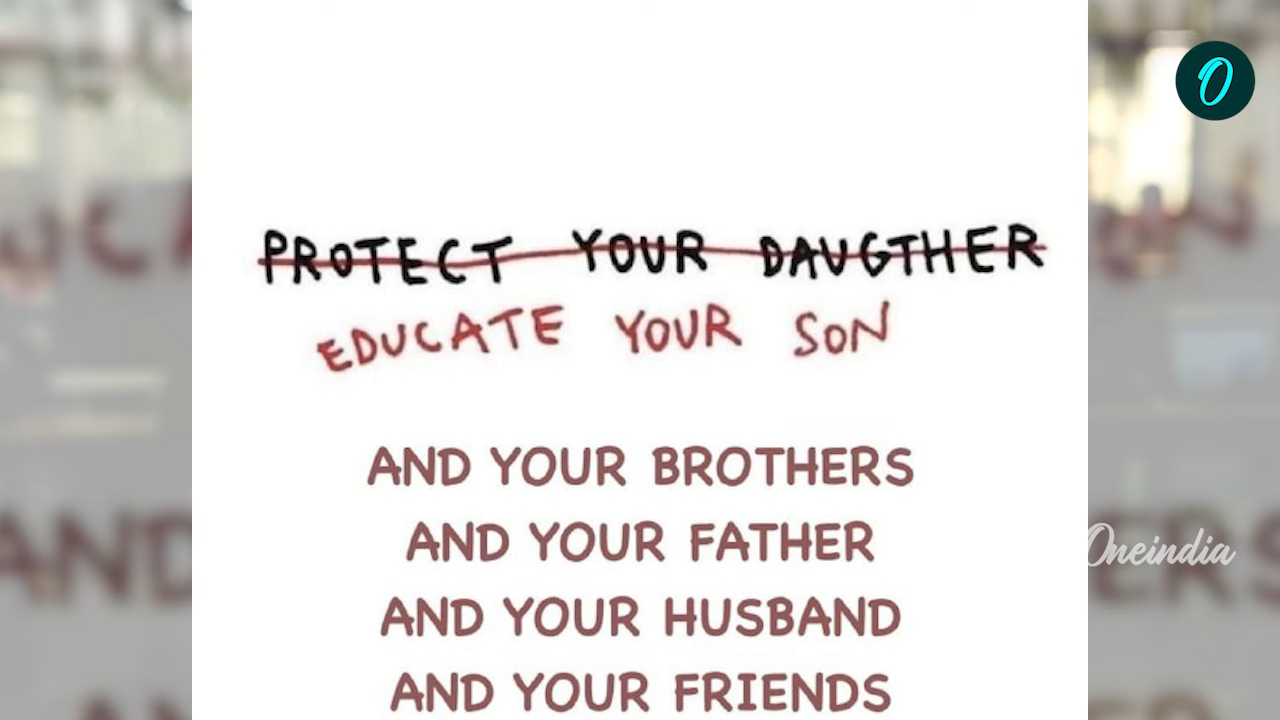 O
PROTECT YOUR DAUGTHER
EDUCATE YOUR SON
AND YOUR BROTHERS
AND YOUR FATHER
AND YOUR HUSBAND
AND YOUR FRIENDS
Oneindia